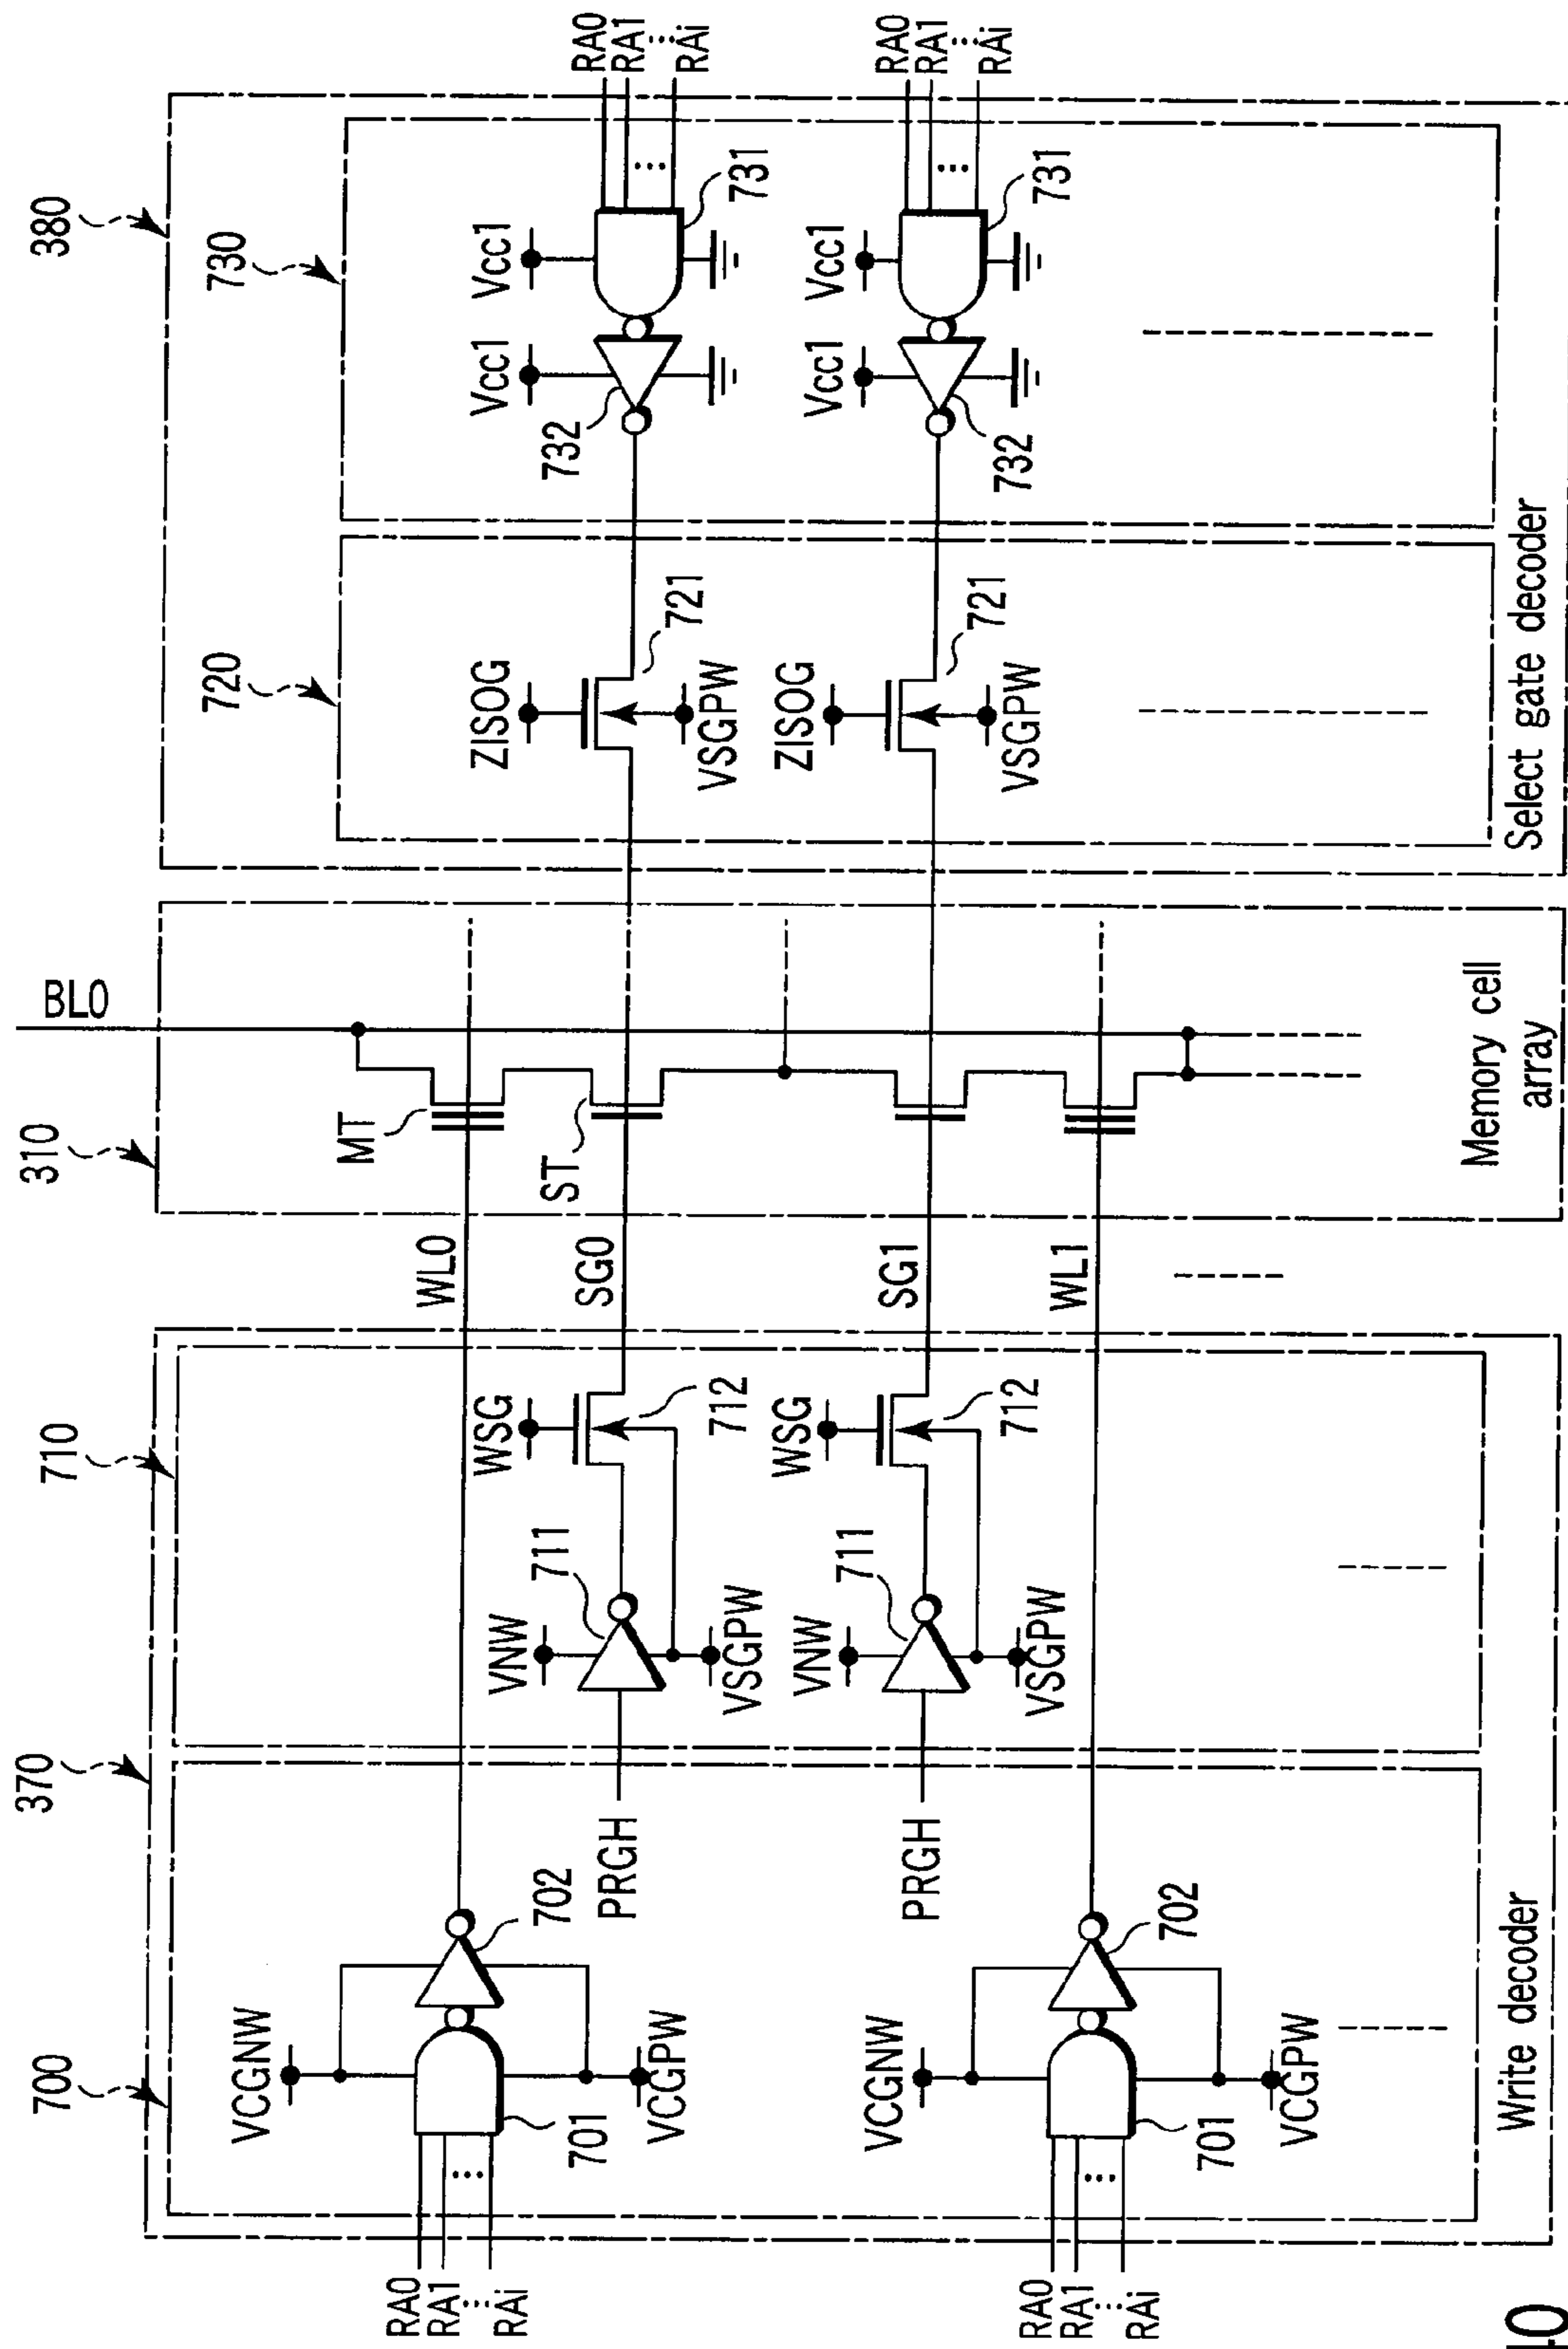 370
700
710
310
BL0
380
720
730
VCGNW
RA0
RA1
⋮
RAi
701
702
VCGPW
WL0
MT
VNW
WSG
PRGH
711
712
VSGPW
SG0
ST
ZISOG
721
VSGPW
Vcc1
Vcc1
732
731
RA0
RA1
⋮
RAi
VNW
WSG
PRGH
711
712
VSGPW
SG1
ZISOG
721
VSGPW
Vcc1
Vcc1
732
731
RA0
RA1
⋮
RAi
VCGNW
RA0
RA1
⋮
RAi
701
702
VCGPW
WL1
Write decoder
Memory cell
array
Select gate decoder